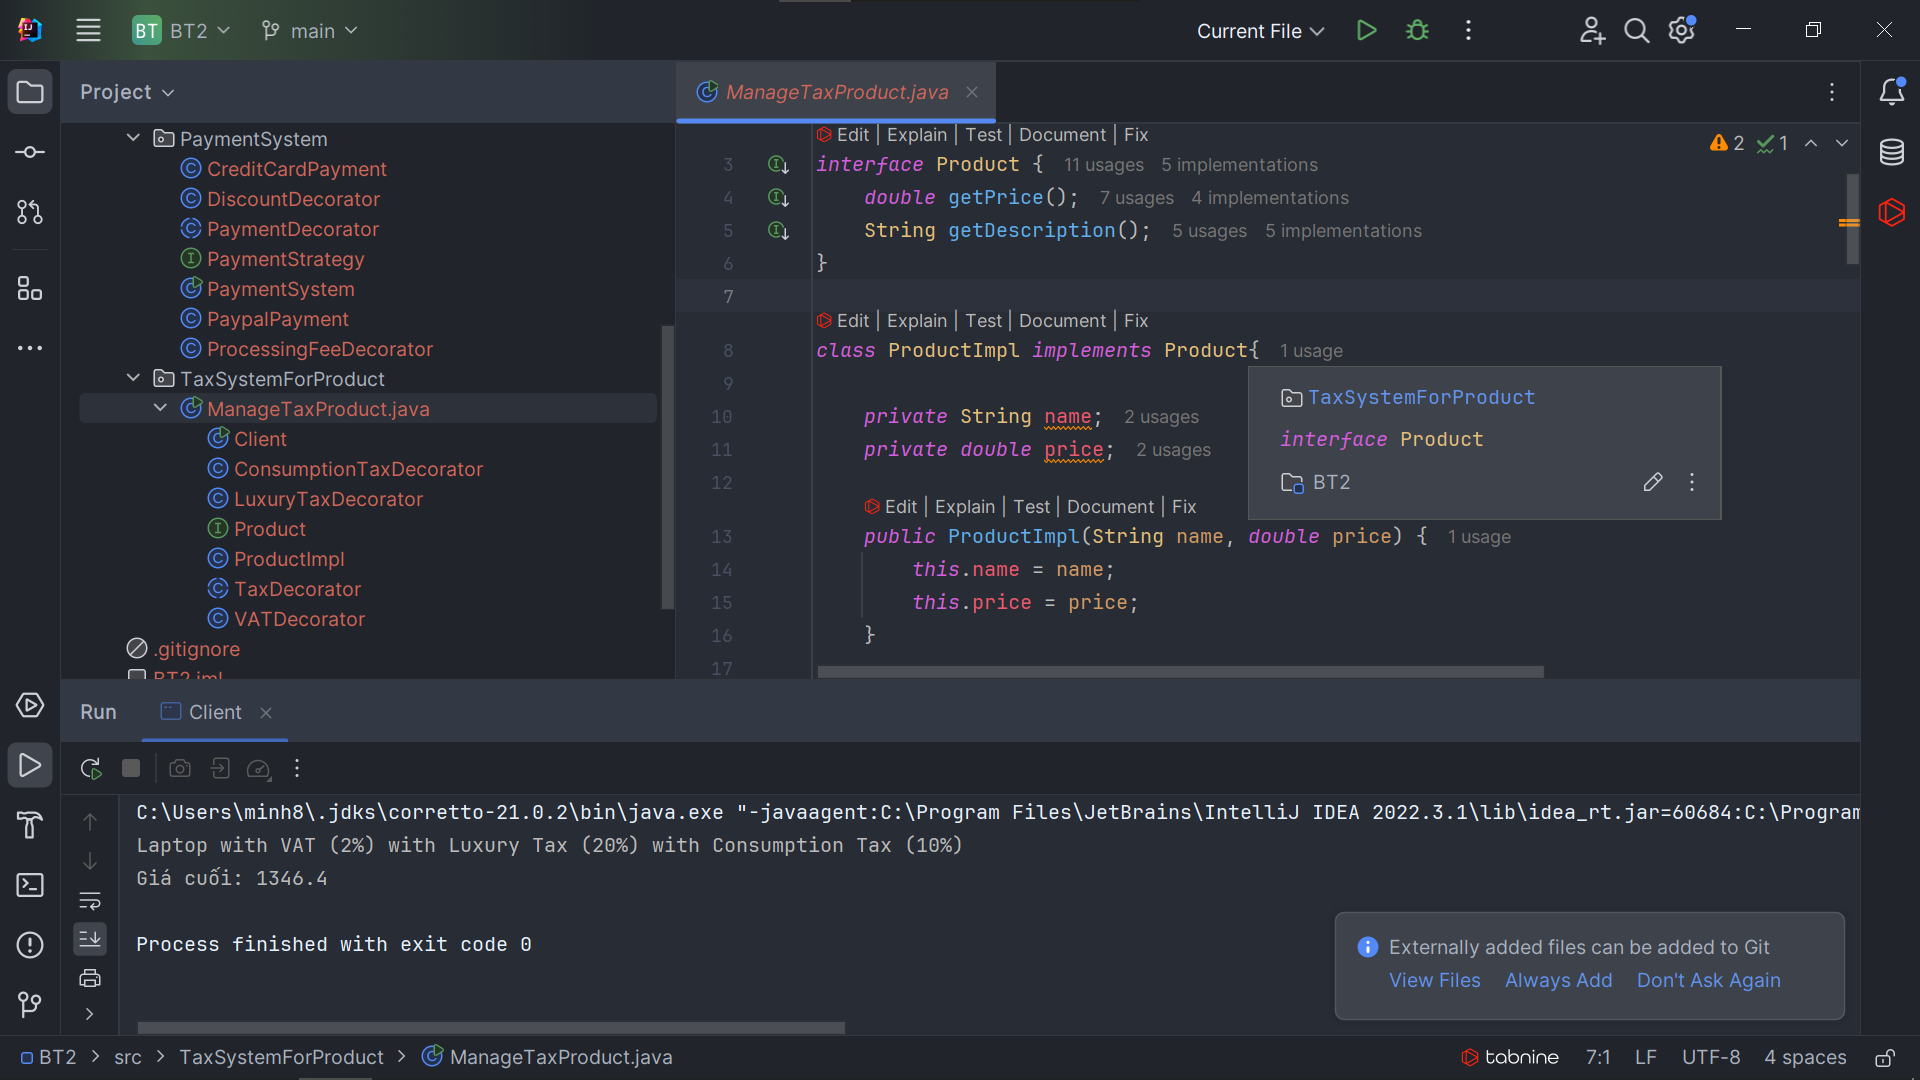 BT BT2 main Current File
Project
PaymentSystem
CreditCardPayment
DiscountDecorator
PaymentDecorator
PaymentStrategy
PaymentSystem
PaypalPayment
ProcessingFeeDecorator
TaxSystemForProduct
ManageTaxProduct.java
Client
ConsumptionTaxDecorator
LuxuryTaxDecorator
Product
ProductImpl
TaxDecorator
VATDecorator
.gitignore
BT2.iml
ManageTaxProduct.java
2 1
Edit | Explain | Test | Document | Fix
3 interface Product { 11 usages 5 implementations
4 double getPrice(); 7 usages 4 implementations
5 String getDescription(); 5 usages 5 implementations
6 }
7
Edit | Explain | Test | Document | Fix
8 class ProductImpl implements Product{ 1 usage
9
10 private String name; 2 usages
11 private double price; 2 usages
12
Edit | Explain | Test | Document | Fix
13 public ProductImpl(String name, double price) { 1 usage
14 this.name = name;
15 this.price = price;
16 }
17
TaxSystemForProduct
interface Product
BT2
Run Client
C:\Users\minh8\.jdks\corretto-21.0.2\bin\java.exe "-javaagent:C:\Program Files\JetBrains\IntelliJ IDEA 2022.3.1\lib\idea_rt.jar=60684:C:\Program
Laptop with VAT (2%) with Luxury Tax (20%) with Consumption Tax (10%)
Giá cuối: 1346.4
Process finished with exit code 0
Externally added files can be added to Git
View Files Always Add Don't Ask Again
BT2 > src > TaxSystemForProduct > ManageTaxProduct.java
tabnine 7:1 LF UTF-8 4 spaces